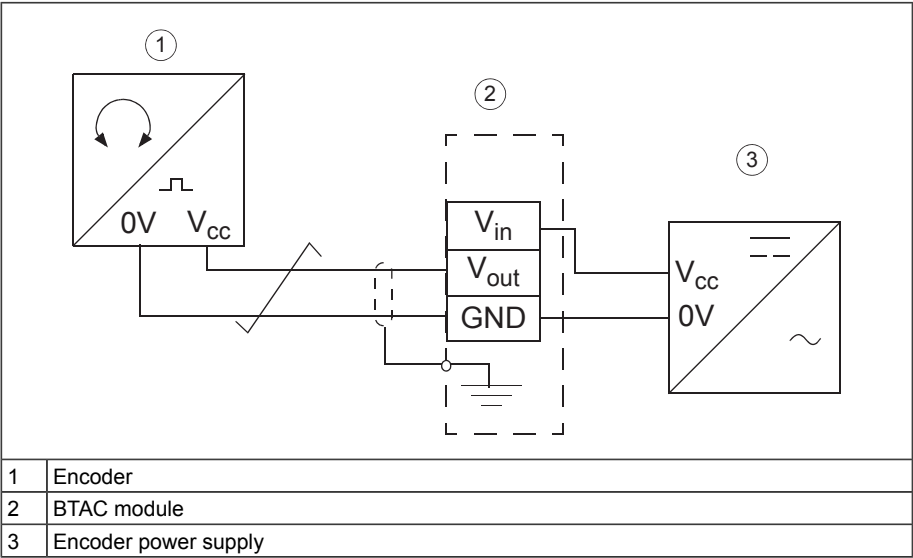 1
2
3
0V Vcc
Vin
Vout
GND
Vcc
0V
1 Encoder
2 BTAC module
3 Encoder power supply